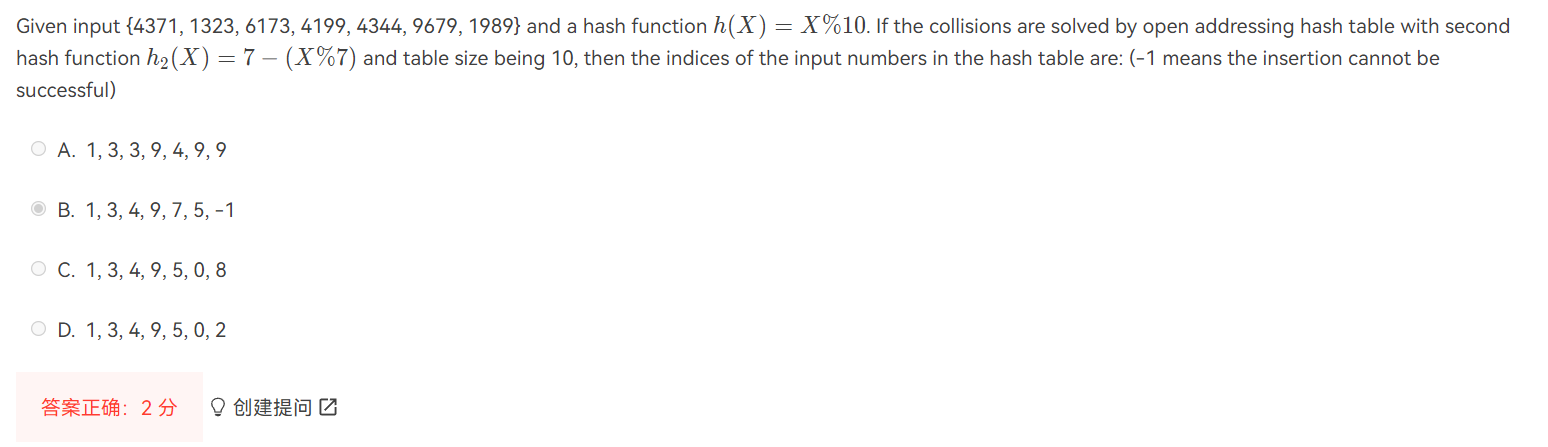 Given input {4371, 1323, 6173, 4199, 4344, 9679, 1989} and a hash function h(X) = X%10. If the collisions are solved by open addressing hash table with second
hash function h₂(X) = 7 − (X%7) and table size being 10, then the indices of the input numbers in the hash table are: (-1 means the insertion cannot be
successful)
A. 1, 3, 3, 9, 4, 9, 9
B. 1, 3, 4, 9, 7, 5, -1
C. 1, 3, 4, 9, 5, 0, 8
D. 1, 3, 4, 9, 5, 0, 2
答案正确：2 分 创建提问